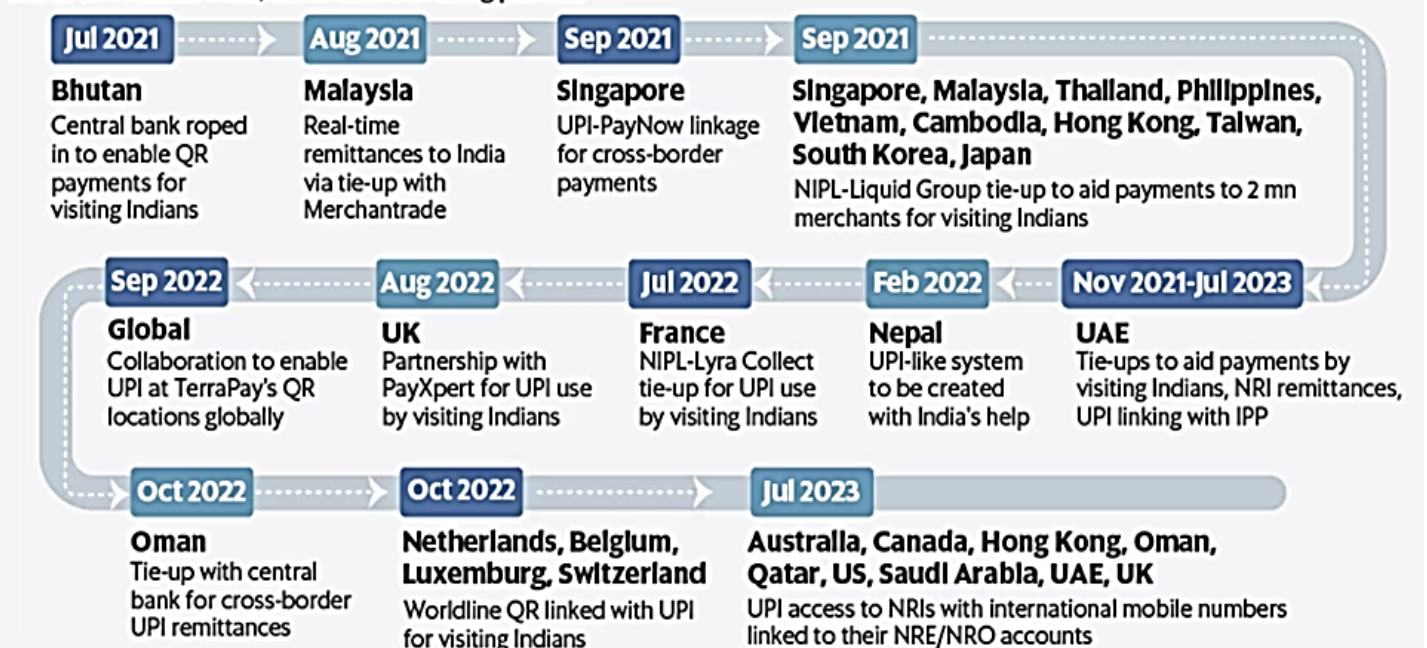 Jul 2021
Aug 2021
Sep 2021
Sep 2021
Bhutan
Central bank roped
in to enable QR
payments for
visiting Indians
Malaysia
Real-time
remittances to India
via tie-up with
Merchantrade
Singapore
UPI-PayNow linkage
for cross-border
payments
Singapore, Malaysia, Thailand, Philippines,
Vietnam, Cambodia, Hong Kong, Taiwan,
South Korea, Japan
NIPL-Liquid Group tie-up to aid payments to 2 mn
merchants for visiting Indians
Nov 2021-Jul 2023
UAE
Tie-ups to aid payments by
visiting Indians, NRI remittances,
UPI linking with IPP
Feb 2022
Nepal
UPI-like system
to be created
with India's help
Jul 2022
France
NIPL-Lyra Collect
tie-up for UPI use
by visiting Indians
Aug 2022
UK
Partnership with
PayXpert for UPI use
by visiting Indians
Sep 2022
Global
Collaboration to enable
UPI at TerraPay's QR
locations globally
Oct 2022
Oman
Tie-up with central
bank for cross-border
UPI remittances
Oct 2022
Netherlands, Belgium,
Luxemburg, Switzerland
Worldline QR linked with UPI
for visiting Indians
Jul 2023
Australia, Canada, Hong Kong, Oman,
Qatar, US, Saudi Arabia, UAE, UK
UPI access to NRIs with international mobile numbers
linked to their NRE/NRO accounts